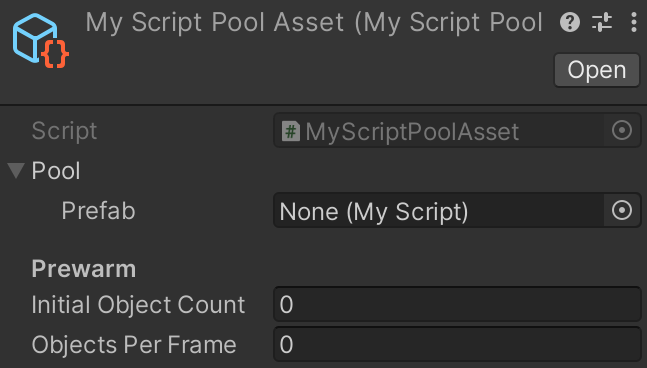 My Script Pool Asset (My Script Pool
Open
Script
# MyScriptPoolAsset
Pool
Prefab
None (My Script)
Prewarm
Initial Object Count
0
Objects Per Frame
0